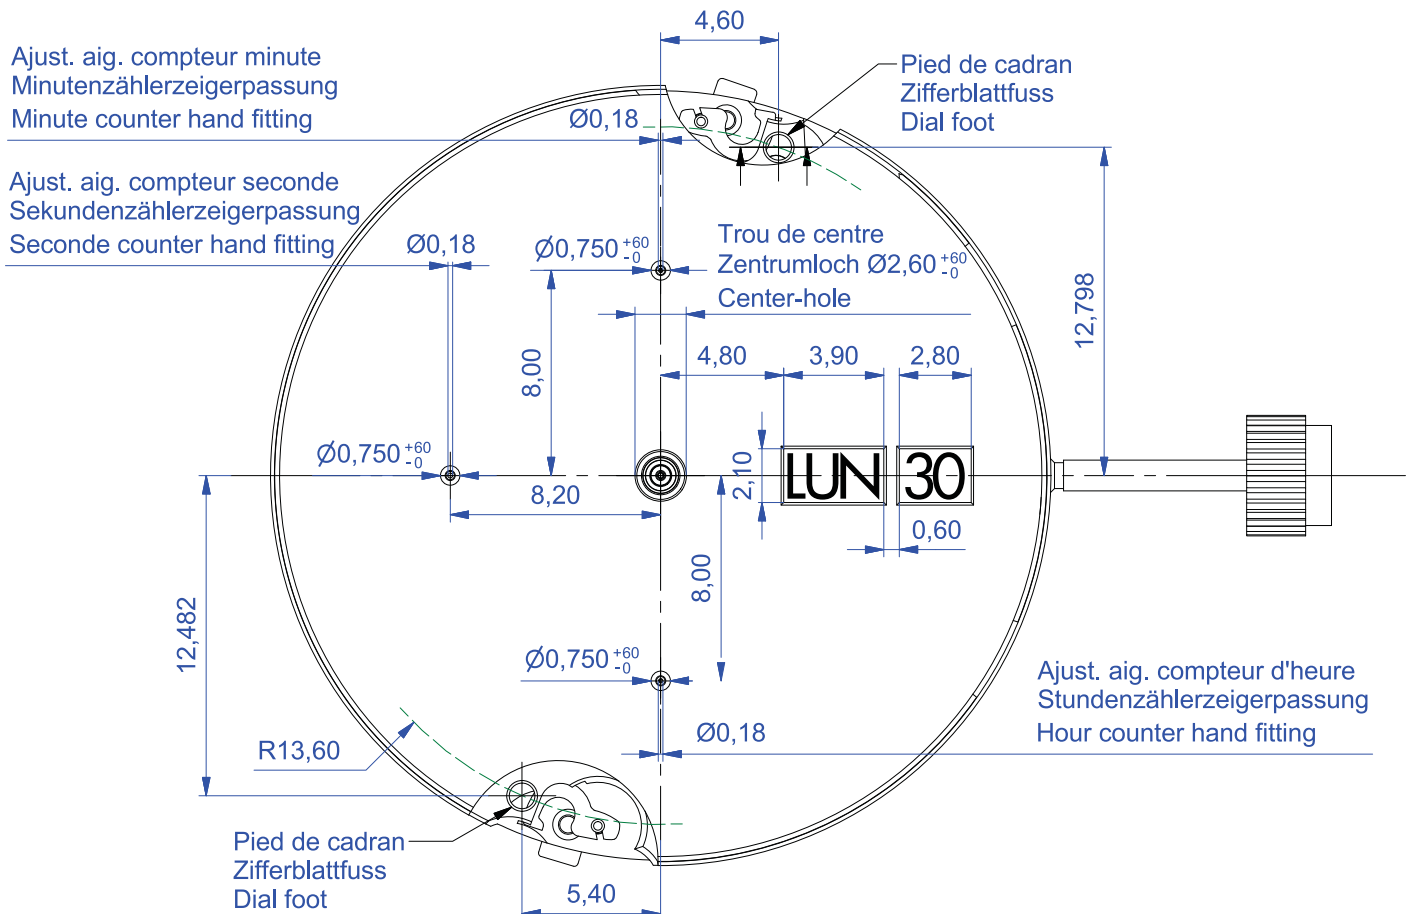 4,60
Ajust. aig. compteur minute
Minutenzählerzeigerpassung
Minute counter hand fitting
Ø0,18
Pied de cadran
Zifferblattfuss
Dial foot
Ajust. aig. compteur seconde
Sekundenzählerzeigerpassung
Seconde counter hand fitting
Ø0,18
Ø0,750 +60 -0
Trou de centre
Zentrumloch Ø2,60 +60 -0
Center-hole
12,798
8,00
4,80
3,90
2,80
Ø0,750 +60 -0
8,20
2,10
LUN
30
0,60
8,00
12,482
Ø0,750 +60 -0
Ajust. aig. compteur d'heure
Stundenzählerzeigerpassung
Hour counter hand fitting
Ø0,18
R13,60
Pied de cadran
Zifferblattfuss
Dial foot
5,40